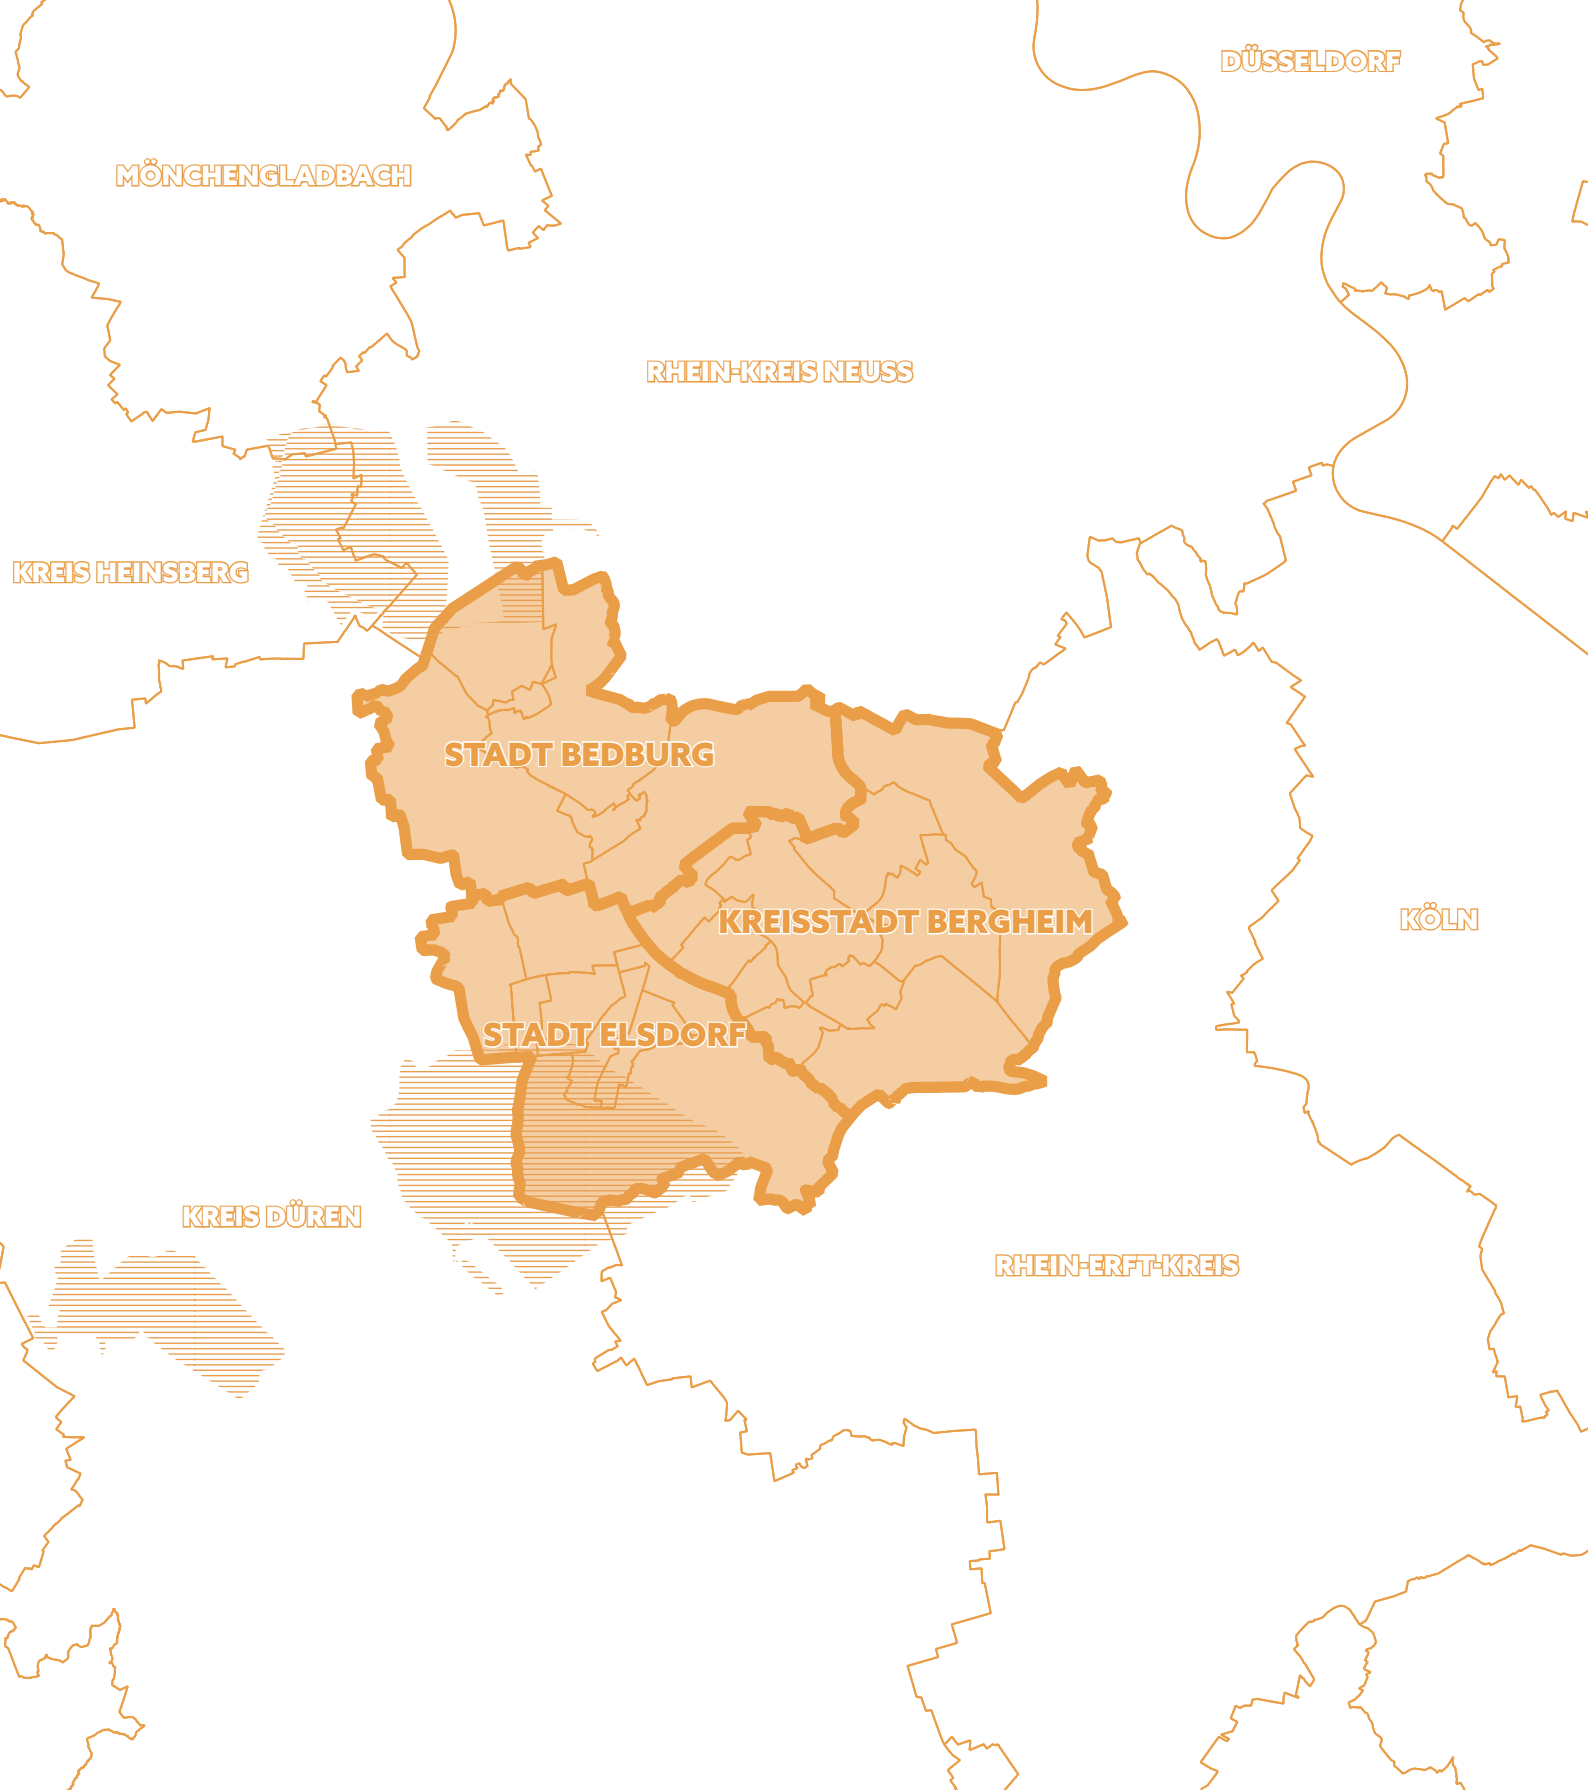 DÜSSELDORF
MÖNCHENGLADBACH
RHEIN-KREIS NEUSS
KREIS HEINSBERG
STADT BEDBURG
KREISSTADT BERGHEIM
KÖLN
STADT ELSDORF
KREIS DÜREN
RHEIN-ERFT-KREIS